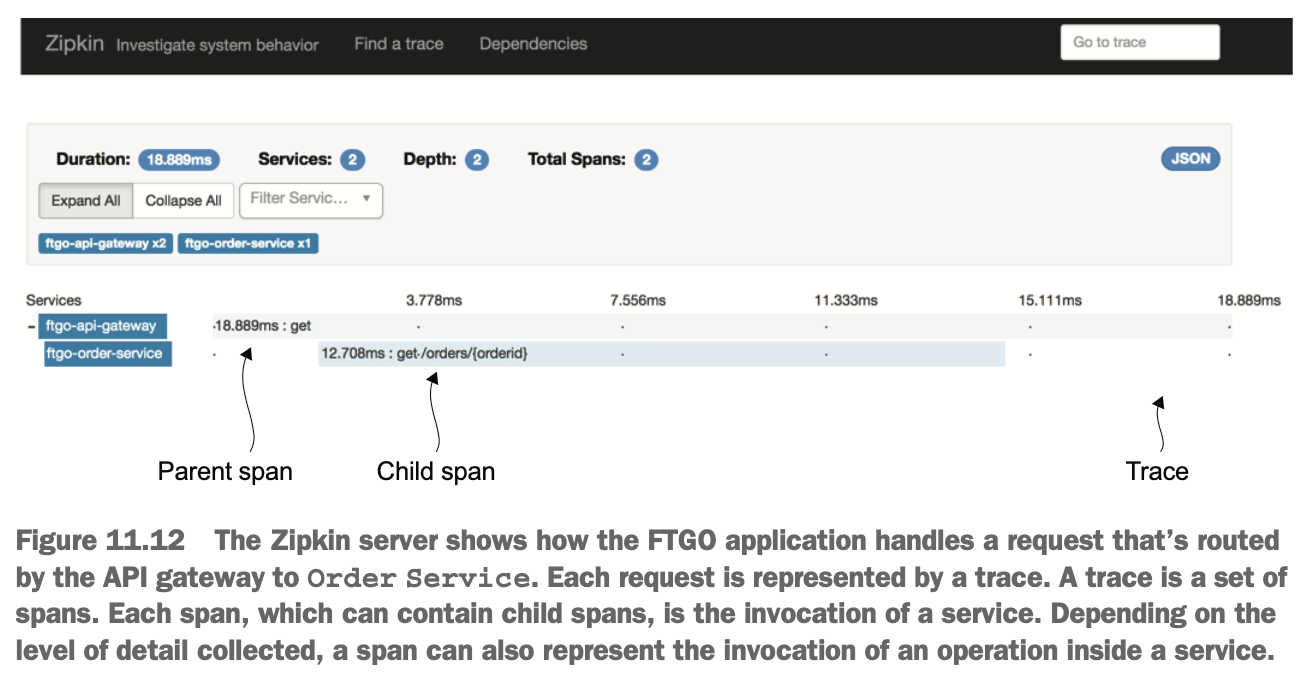 Zipkin Investigate system behavior Find a trace Dependencies Go to trace
Duration: 18.889ms Services: 2 Depth: 2 Total Spans: 2 JSON
Expand All Collapse All Filter Servic...
ftgo-api-gateway x2 ftgo-order-service x1
Services 3.778ms 7.556ms 11.333ms 15.111ms 18.889ms
- ftgo-api-gateway ·18.889ms : get
ftgo-order-service 12.708ms : get /orders/{orderid}
Parent span Child span Trace
Figure 11.12 The Zipkin server shows how the FTGO application handles a request that’s routed
by the API gateway to Order Service. Each request is represented by a trace. A trace is a set of
spans. Each span, which can contain child spans, is the invocation of a service. Depending on the
level of detail collected, a span can also represent the invocation of an operation inside a service.